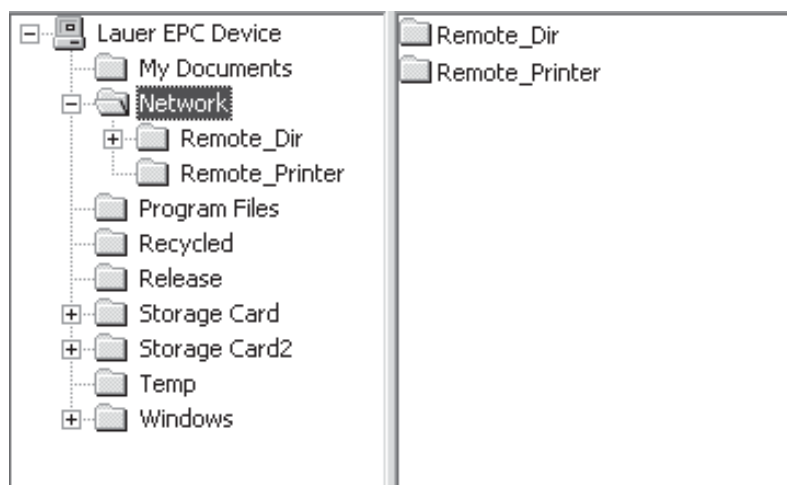 Lauer EPC Device
My Documents
Network
Remote_Dir
Remote_Printer
Program Files
Recycled
Release
Storage Card
Storage Card2
Temp
Windows
Remote_Dir
Remote_Printer